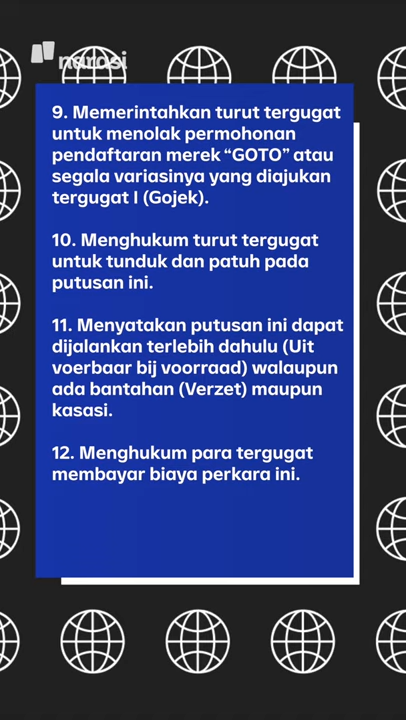 narasi
9. Memerintahkan turut tergugat
untuk menolak permohonan
pendaftaran merek “GOTO” atau
segala variasinya yang diajukan
tergugat I (Gojek).
10. Menghukum turut tergugat
untuk tunduk dan patuh pada
putusan ini.
11. Menyatakan putusan ini dapat
dijalankan terlebih dahulu (Uit
voerbaar bij voorraad) walaupun
ada bantahan (Verzet) maupun
kasasi.
12. Menghukum para tergugat
membayar biaya perkara ini.